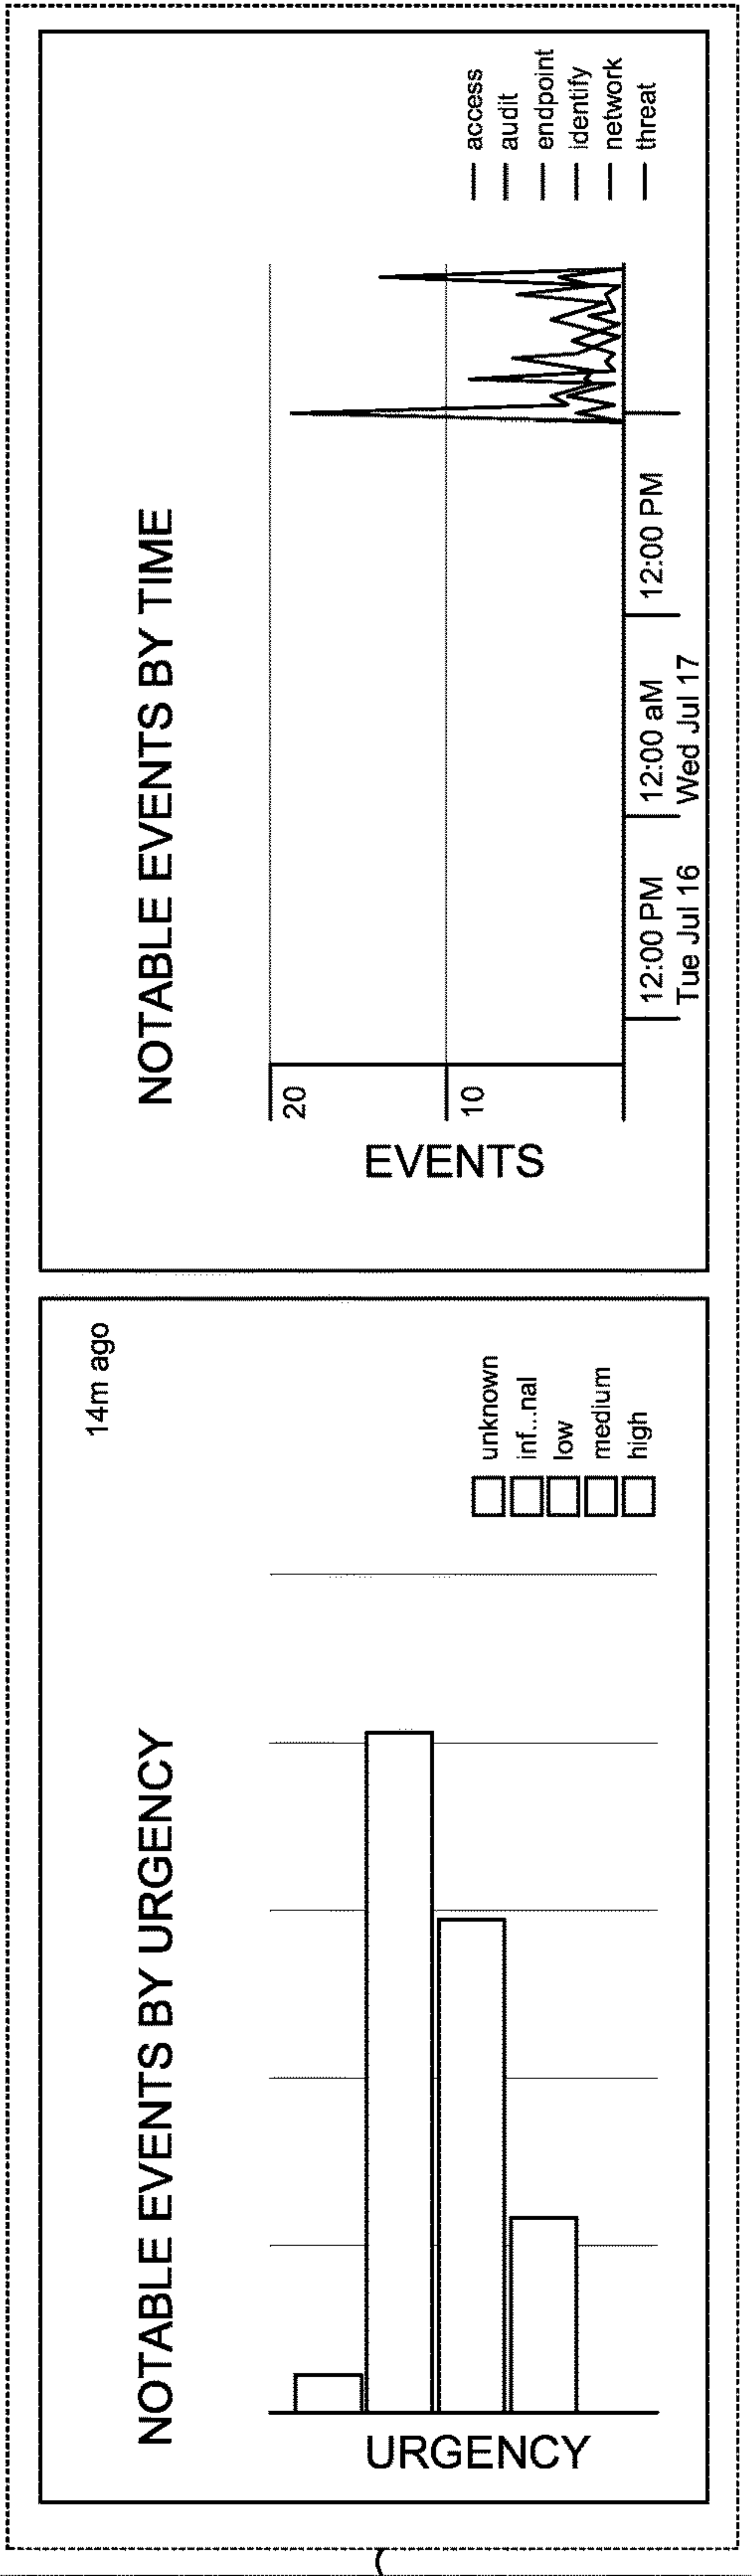 NOTABLE EVENTS BY URGENCY
14m ago
URGENCY
unknown
inf...nal
low
medium
high
NOTABLE EVENTS BY TIME
EVENTS
20
10
12:00 PM
Tue Jul 16
12:00 aM
Wed Jul 17
12:00 PM
access
audit
endpoint
identify
network
threat